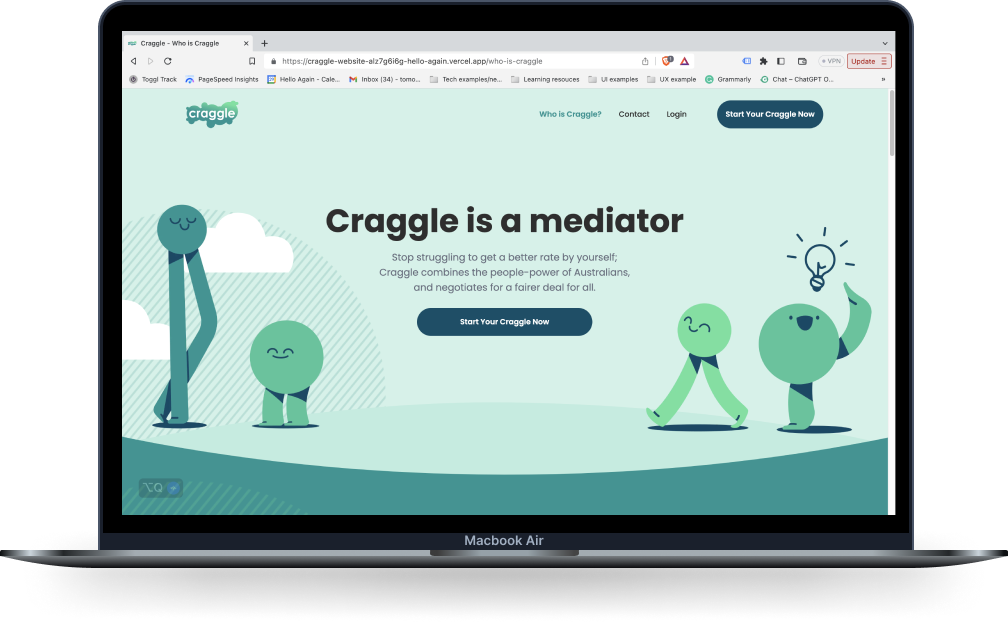 Craggle - Who is Craggle
https://craggle-website-alz7g6i6g-hello-again.vercel.app/who-is-craggle
VPN
Update
Toggl Track
PageSpeed Insights
Hello Again - Cale...
Inbox (34) - tomo...
Tech examples/ne...
Learning resouces
UI examples
UX example
Grammarly
Chat – ChatGPT O...
»
craggle
Who is Craggle?
Contact
Login
Start Your Craggle Now
Craggle is a mediator
Stop struggling to get a better rate by yourself;
Craggle combines the people-power of Australians,
and negotiates for a fairer deal for all.
Start Your Craggle Now
⌥Q
Macbook Air